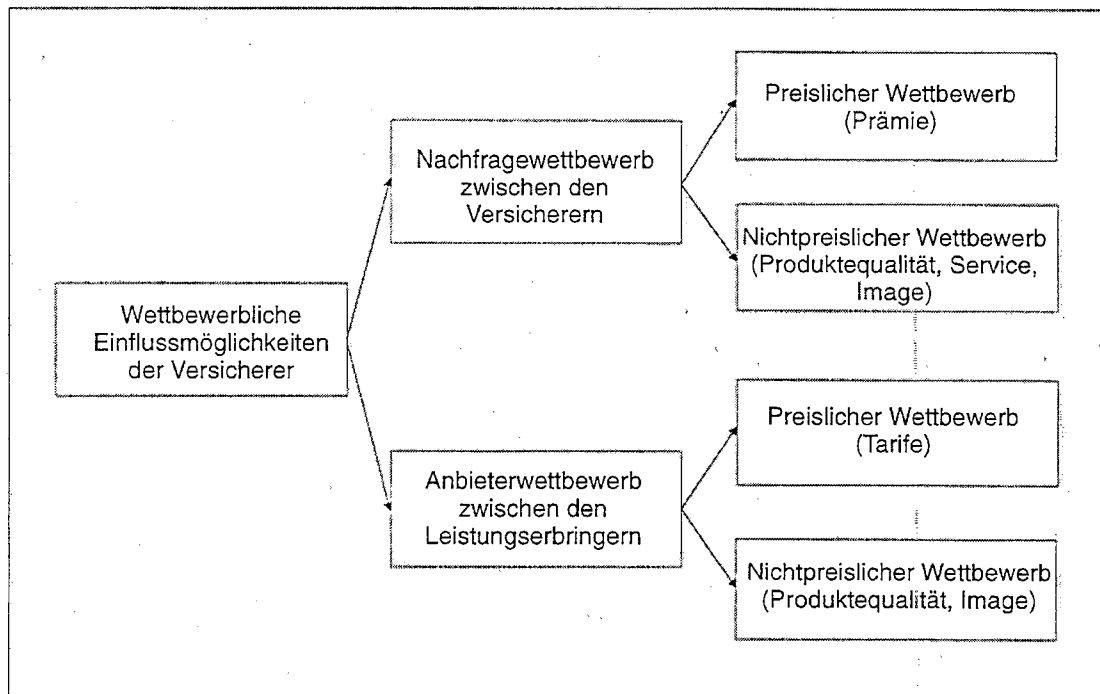 Preislicher Wettbewerb
(Prämie)
Nachfragewettbewerb
zwischen den
Versicherern
Nichtpreislicher Wettbewerb
(Produktequalität, Service,
Image)
Wettbewerbliche
Einflussmöglichkeiten
der Versicherer
Preislicher Wettbewerb
(Tarife)
Anbieterwettbewerb
zwischen den
Leistungserbringern
Nichtpreislicher Wettbewerb
(Produktequalität, Image)